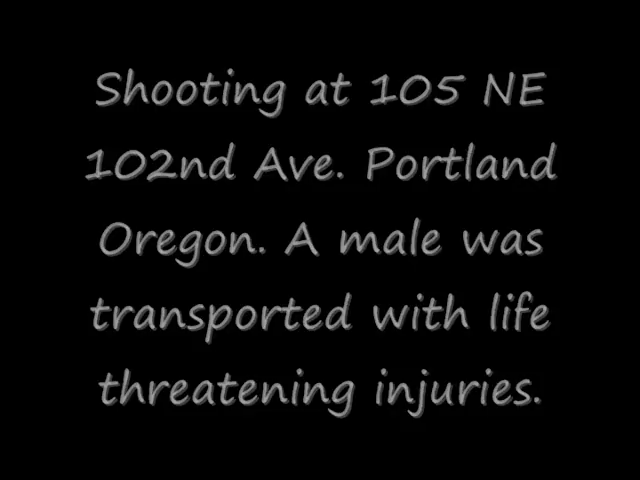 Shooting at 105 NE
102nd Ave. Portland
Oregon. A male was
transported with life
threatening injuries.